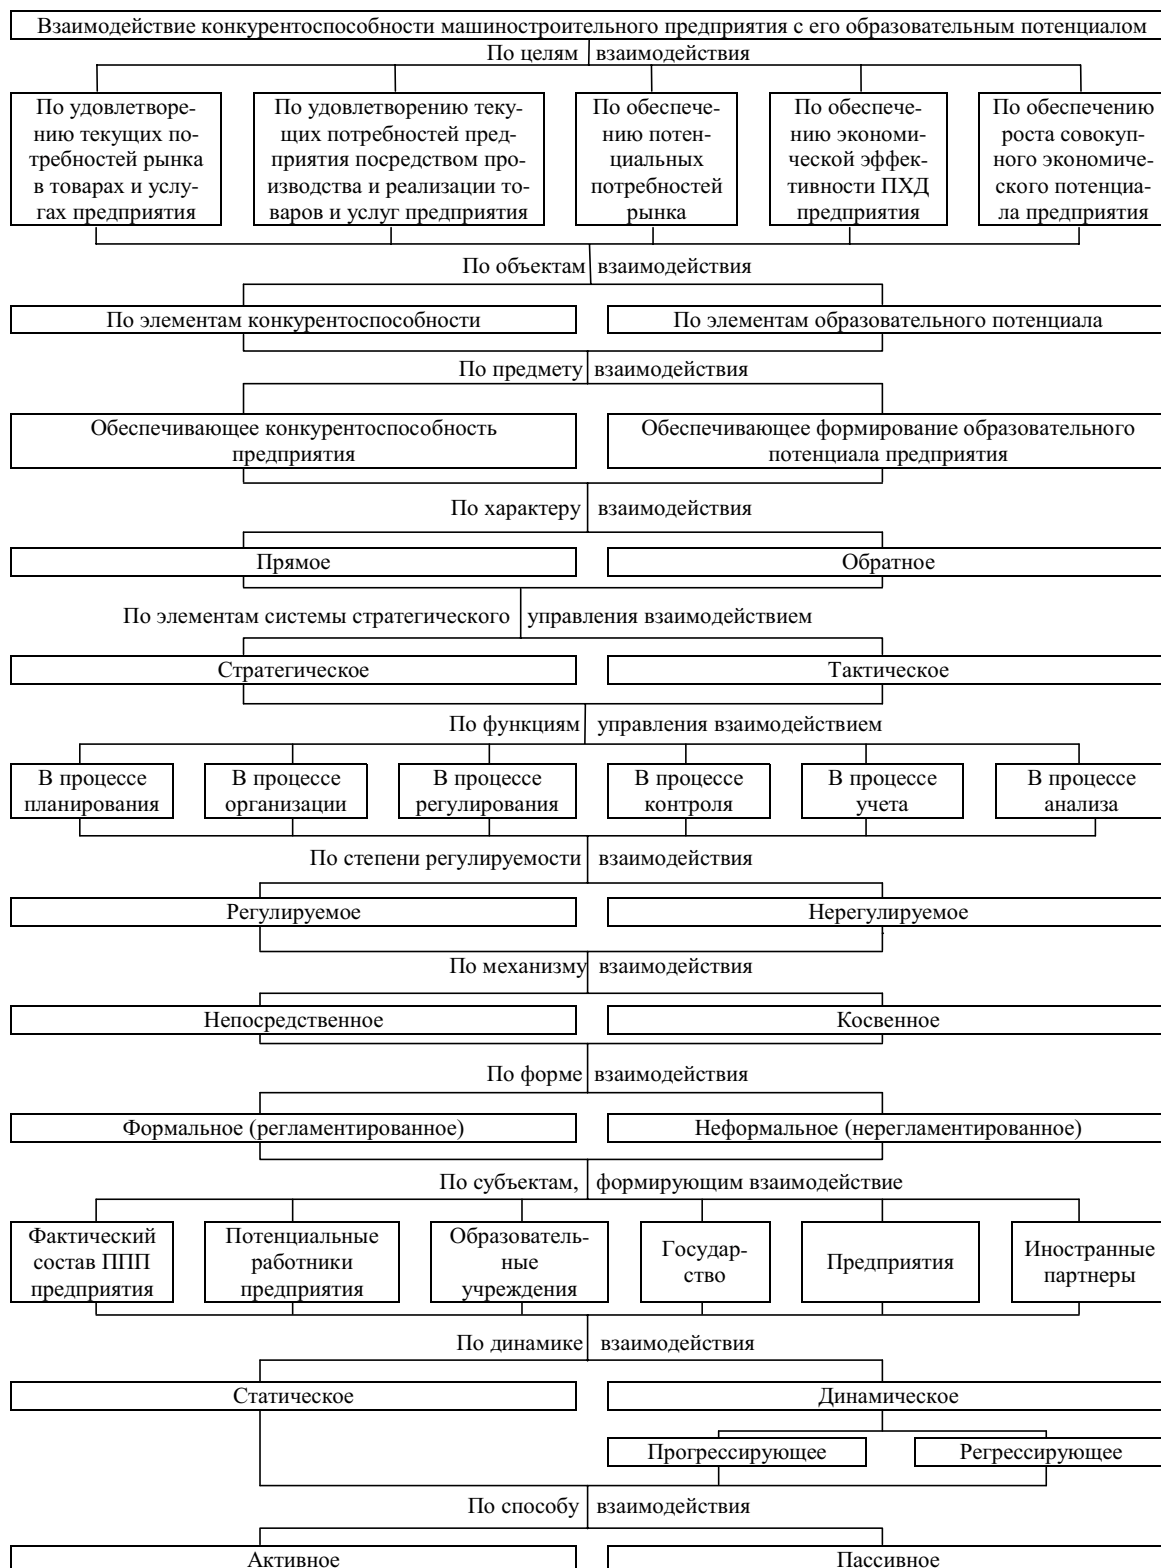 Взаимодействие конкурентоспособности машиностроительного предприятия с его образовательным потенциалом
По целям взаимодействия
По удовлетворе-
нию текущих по-
требностей рынка
в товарах и услу-
гах предприятия
По удовлетворению теку-
щих потребностей пред-
приятия посредством про-
изводства и реализации то-
варов и услуг предприятия
По обеспече-
нию потен-
циальных
потребностей
рынка
По обеспече-
нию экономи-
ческой эффек-
тивности ПХД
предприятия
По обеспечению
роста совокуп-
ного экономиче-
ского потенциа-
ла предприятия
По объектам взаимодействия
По элементам конкурентоспособности
По элементам образовательного потенциала
По предмету взаимодействия
Обеспечивающее конкурентоспособность
предприятия
Обеспечивающее формирование образовательного
потенциала предприятия
По характеру взаимодействия
Прямое
Обратное
По элементам системы стратегического управления взаимодействием
Стратегическое
Тактическое
По функциям управления взаимодействием
В процессе
планирования
В процессе
организации
В процессе
регулирования
В процессе
контроля
В процессе
учета
В процессе
анализа
По степени регулируемости взаимодействия
Регулируемое
Нерегулируемое
По механизму взаимодействия
Непосредственное
Косвенное
По форме взаимодействия
Формальное (регламентированное)
Неформальное (нерегламентированное)
По субъектам, формирующим взаимодействие
Фактический
состав ППП
предприятия
Потенциальные
работники
предприятия
Образователь-
ные
учреждения
Государ-
ство
Предприятия
Иностранные
партнеры
По динамике взаимодействия
Статическое
Динамическое
Прогрессирующее
Регрессирующее
По способу взаимодействия
Активное
Пассивное